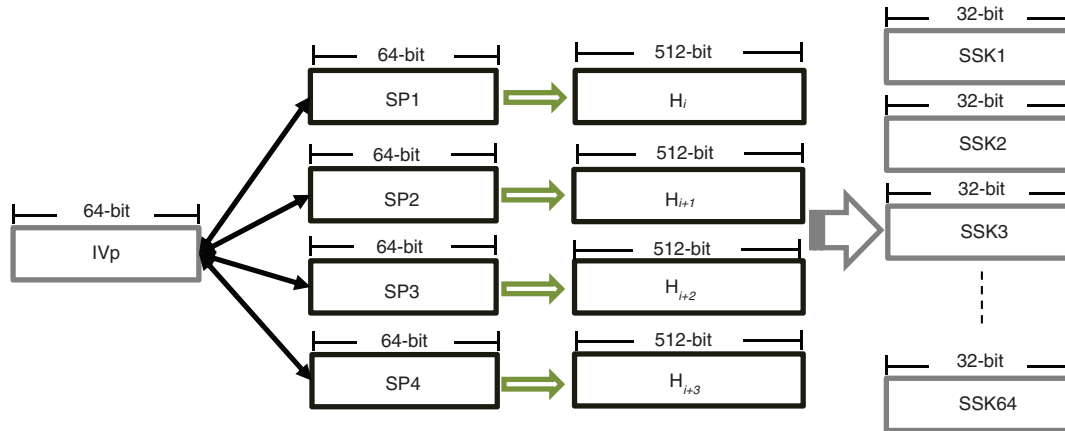 64-bit
IVp
64-bit
SP1
64-bit
SP2
64-bit
SP3
64-bit
SP4
512-bit
Hi
512-bit
Hi+1
512-bit
Hi+2
512-bit
Hi+3
32-bit
SSK1
32-bit
SSK2
32-bit
SSK3
32-bit
SSK64